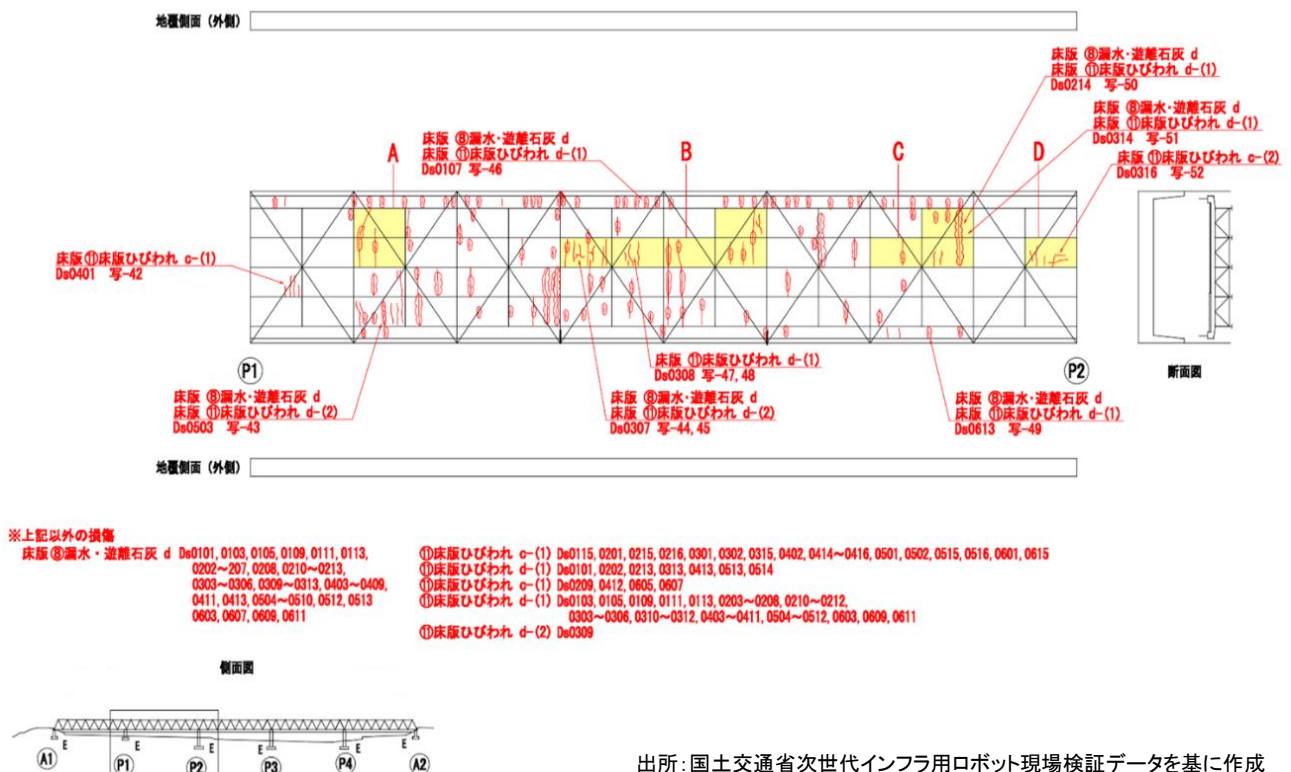 地覆側面（外側）
床版 ⑧漏水・遊離石灰 d
床版 ⑪床版ひびわれ d-(1)
Ds0214 写-50
床版 ⑧漏水・遊離石灰 d
床版 ⑪床版ひびわれ d-(1)
Ds0314 写-51
床版 ⑪床版ひびわれ c-(2)
Ds0316 写-52
床版 ⑧漏水・遊離石灰 d
床版 ⑪床版ひびわれ d-(1)
Ds0107 写-46
A
B
C
D
床版⑪床版ひびわれ c-(1)
Ds0401 写-42
P1
P2
断面図
床版 ⑪床版ひびわれ d-(1)
Ds0308 写-47, 48
床版 ⑧漏水・遊離石灰 d
床版 ⑪床版ひびわれ d-(2)
Ds0503 写-43
床版 ⑧漏水・遊離石灰 d
床版 ⑪床版ひびわれ d-(2)
Ds0307 写-44, 45
床版 ⑧漏水・遊離石灰 d
床版 ⑪床版ひびわれ d-(1)
Ds0613 写-49
地覆側面（外側）
※上記以外の損傷
床版⑧漏水・遊離石灰 d Ds0101, 0103, 0105, 0109, 0111, 0113,
0202～207, 0208, 0210～0213,
0303～0306, 0309～0313, 0403～0409,
0411, 0413, 0504～0510, 0512, 0513
0603, 0607, 0609, 0611
⑪床版ひびわれ c-(1) Ds0115, 0201, 0215, 0216, 0301, 0302, 0315, 0402, 0414～0416, 0501, 0502, 0515, 0516, 0601, 0615
⑪床版ひびわれ d-(1) Ds0101, 0202, 0213, 0313, 0413, 0513, 0514
⑪床版ひびわれ c-(1) Ds0209, 0412, 0605, 0607
⑪床版ひびわれ d-(1) Ds0103, 0105, 0109, 0111, 0113, 0203～0208, 0210～0212,
0303～0306, 0310～0312, 0403～0411, 0504～0512, 0603, 0609, 0611
⑪床版ひびわれ d-(2) Ds0309
側面図
E
E
E
E
E
E
A1
P1
P2
P3
P4
A2
出所：国土交通省次世代インフラ用ロボット現場検証データを基に作成